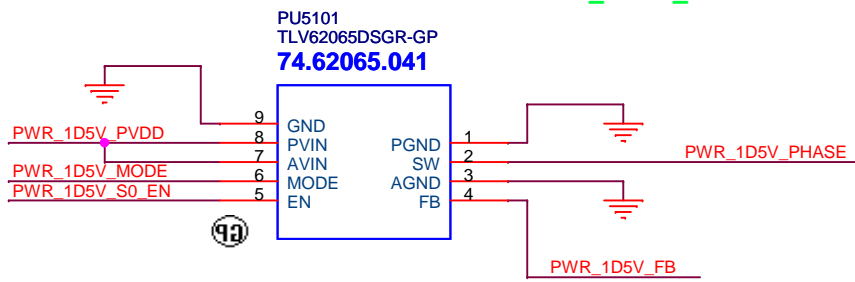 PU5101
TLV62065DSGR-GP
74.62065.041
9 GND
PWR_1D5V_PVDD 8 PVIN PGND 1
7 AVIN SW 2 PWR_1D5V_PHASE
PWR_1D5V_MODE 6 MODE AGND 3
PWR_1D5V_S0_EN 5 EN FB 4
GP
PWR_1D5V_FB